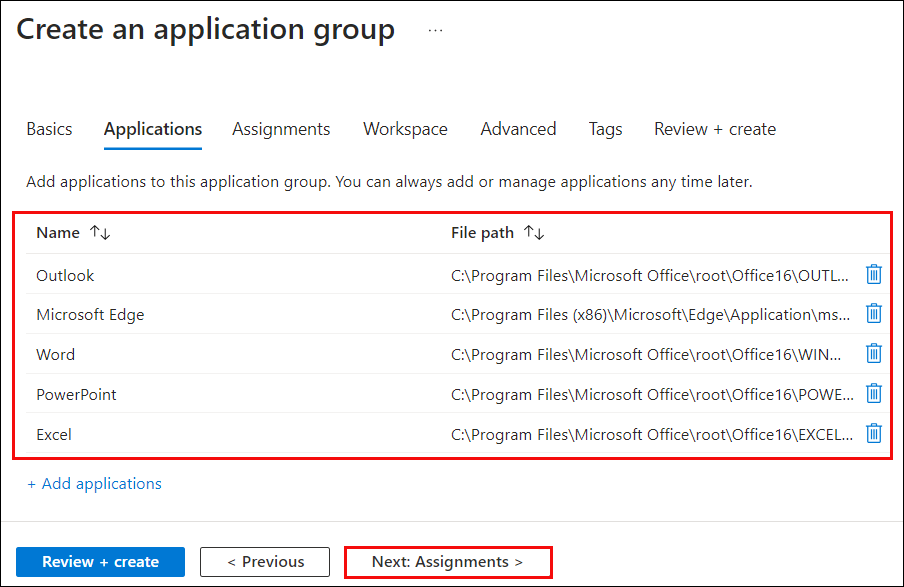 Create an application group ...
Basics Applications Assignments Workspace Advanced Tags Review + create
Add applications to this application group. You can always add or manage applications any time later.
Name ↑↓ File path ↑↓
Outlook C:\Program Files\Microsoft Office\root\Office16\OUTL...
Microsoft Edge C:\Program Files (x86)\Microsoft\Edge\Application\ms...
Word C:\Program Files\Microsoft Office\root\Office16\WIN...
PowerPoint C:\Program Files\Microsoft Office\root\Office16\POWE...
Excel C:\Program Files\Microsoft Office\root\Office16\EXCEL...
+ Add applications
Review + create < Previous Next: Assignments >